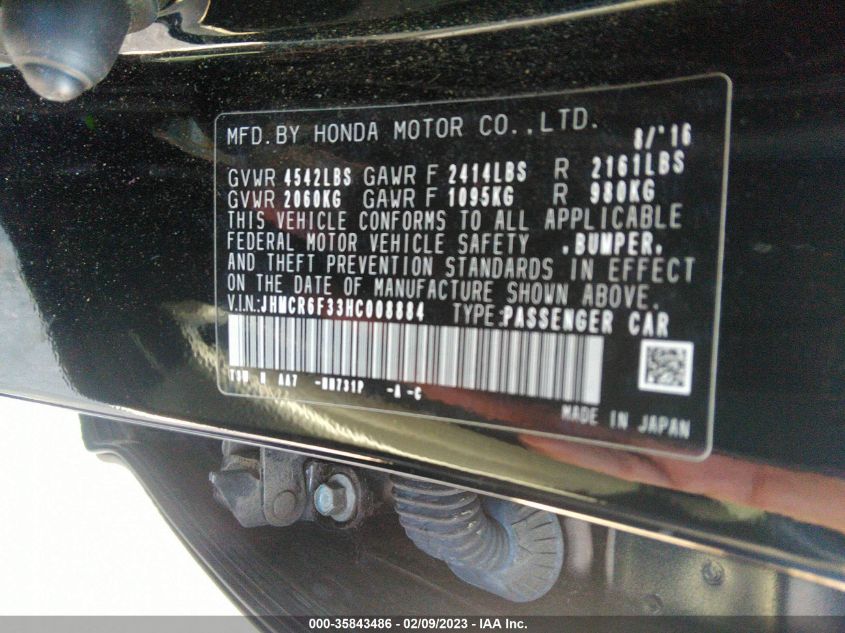 MFD. BY HONDA MOTOR CO., LTD. 8/'16
GVWR 4542LBS GAWR F 2414LBS R 2161LBS
GVWR 2060KG GAWR F 1095KG R 980KG
THIS VEHICLE CONFORMS TO ALL APPLICABLE
FEDERAL MOTOR VEHICLE SAFETY ,BUMPER,
AND THEFT PREVENTION STANDARDS IN EFFECT
ON THE DATE OF MANUFACTURE SHOWN ABOVE.
V.I.N:JHMCR6F33HC008884 TYPE:PASSENGER CAR
AA7 -NH731P -A -C
MADE IN JAPAN
000-35843486 - 02/09/2023 - IAA Inc.